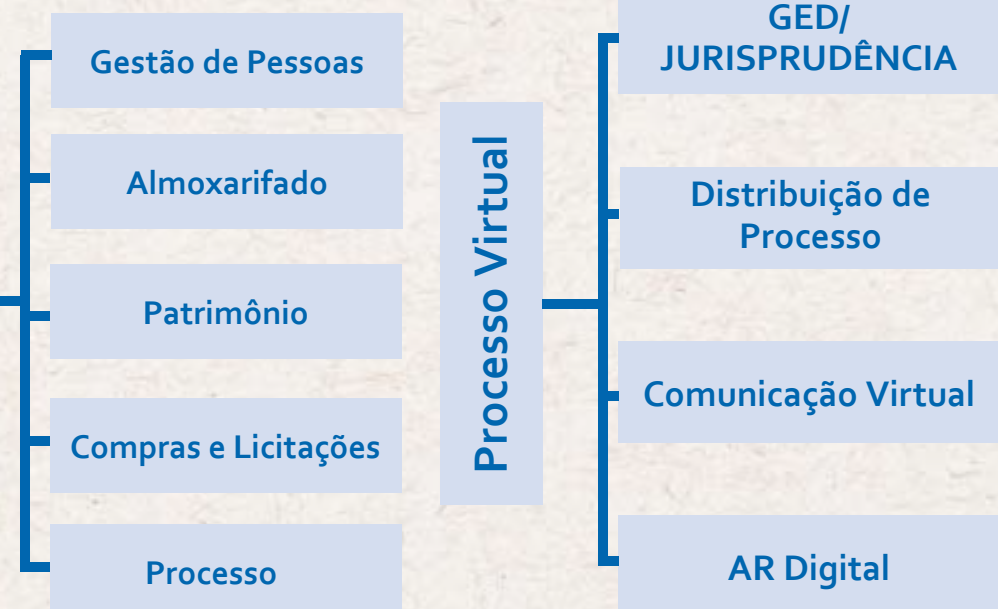 Gestão de Pessoas
Almoxarifado
Patrimônio
Compras e Licitações
Processo
Processo Virtual
GED/
JURISPRUDÊNCIA
Distribuição de
Processo
Comunicação Virtual
AR Digital